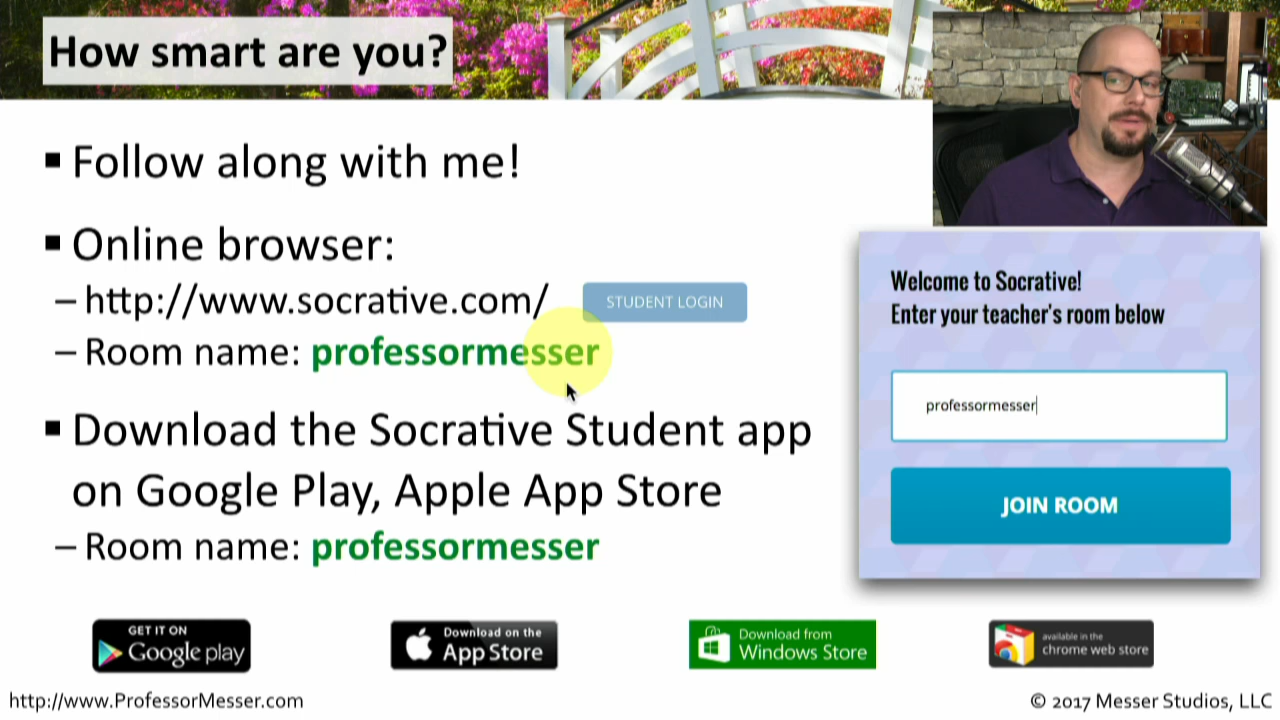 How smart are you?
▪ Follow along with me!
▪ Online browser:
– http://www.socrative.com/
STUDENT LOGIN
– Room name: professormesser
▪ Download the Socrative Student app
on Google Play, Apple App Store
– Room name: professormesser
Welcome to Socrative!
Enter your teacher's room below
professormesser
JOIN ROOM
GET IT ON
Google play
Download on the
App Store
Download from
Windows Store
available in the
chrome web store
http://www.ProfessorMesser.com
© 2017 Messer Studios, LLC